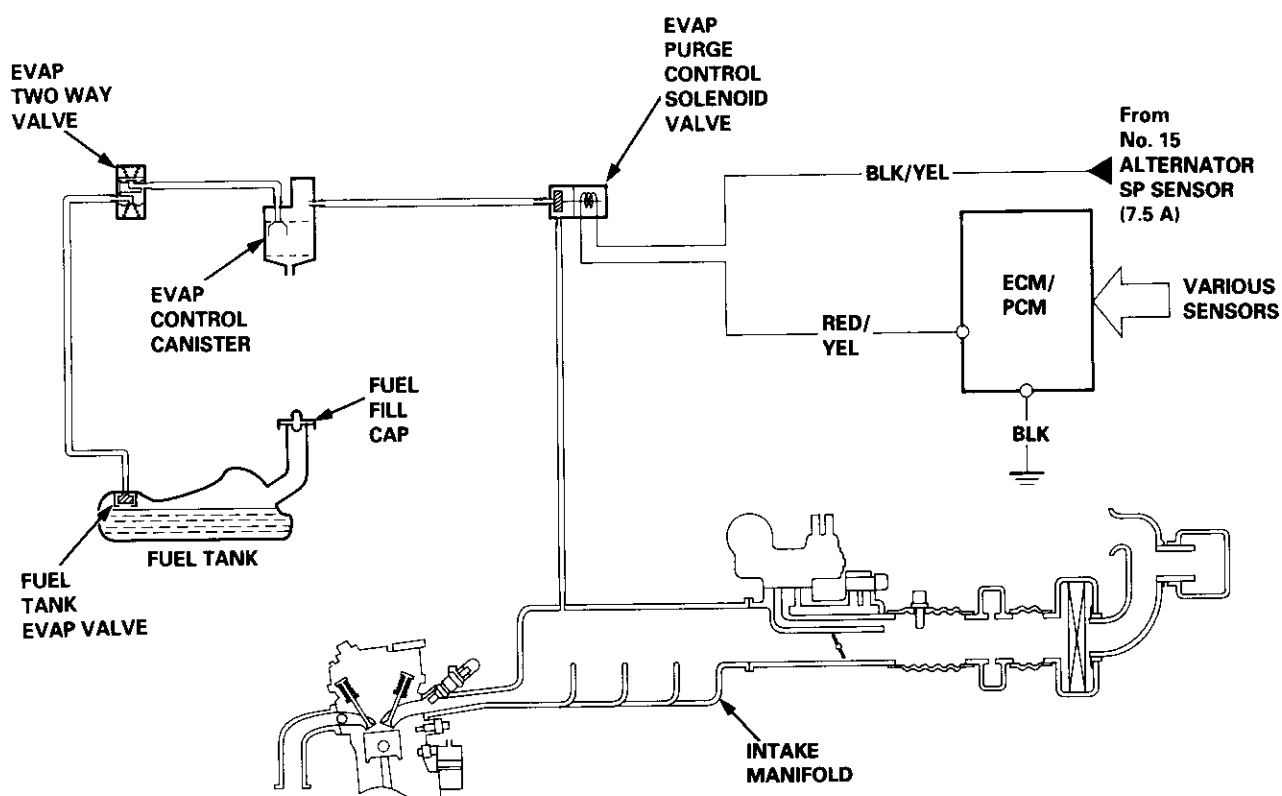 EVAP
TWO WAY
VALVE
EVAP
PURGE
CONTROL
SOLENOID
VALVE
From
No. 15
ALTERNATOR
SP SENSOR
(7.5 A)
BLK/YEL
EVAP
CONTROL
CANISTER
ECM/
PCM
VARIOUS
SENSORS
RED/
YEL
FUEL
FILL
CAP
BLK
FUEL TANK
FUEL
TANK
EVAP VALVE
INTAKE
MANIFOLD